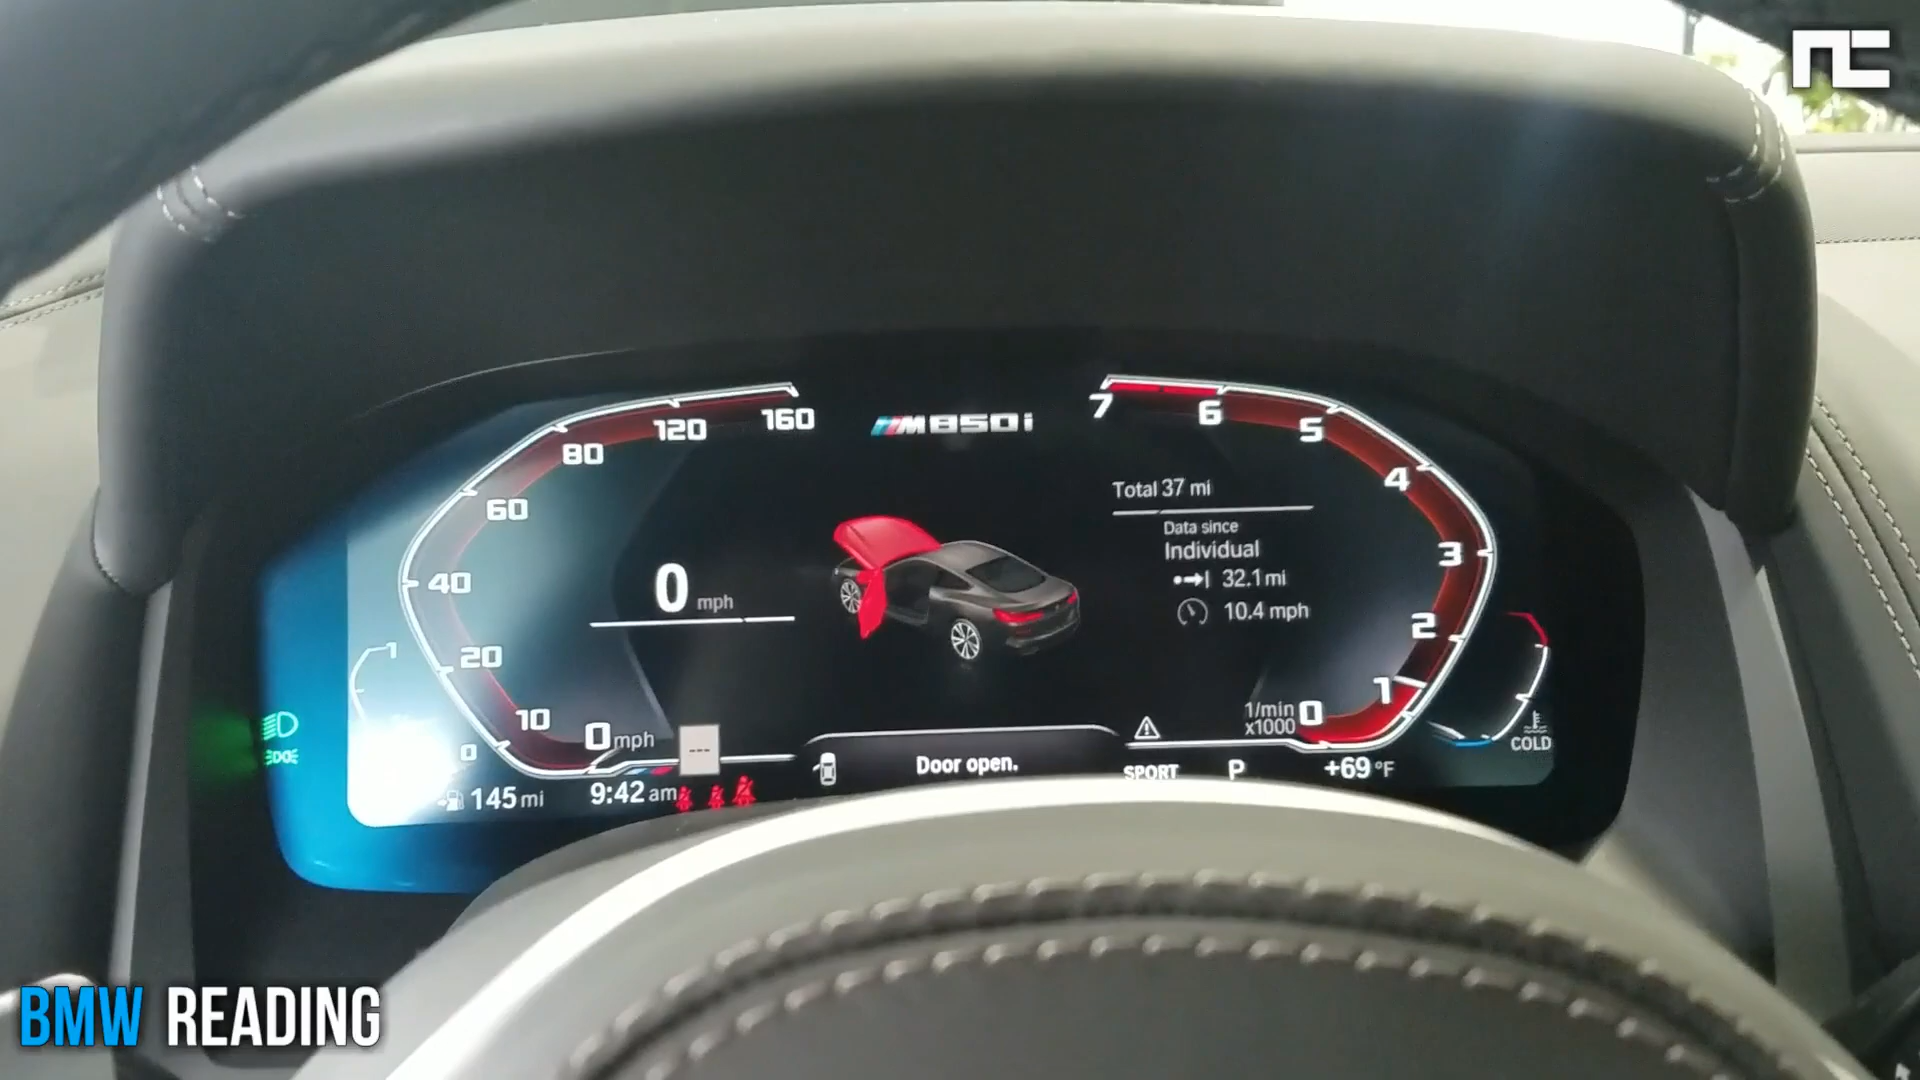 160
120
80
60
40
20
10
0
M850i
7
6
5
4
3
2
1
0
Total 37 mi
Data since
Individual
32.1 mi
10.4 mph
0 mph
1
0 mph
---
1/min
x1000
COLD
145 mi
9:42 am
Door open.
SPORT
P
+69 °F
BMW READING